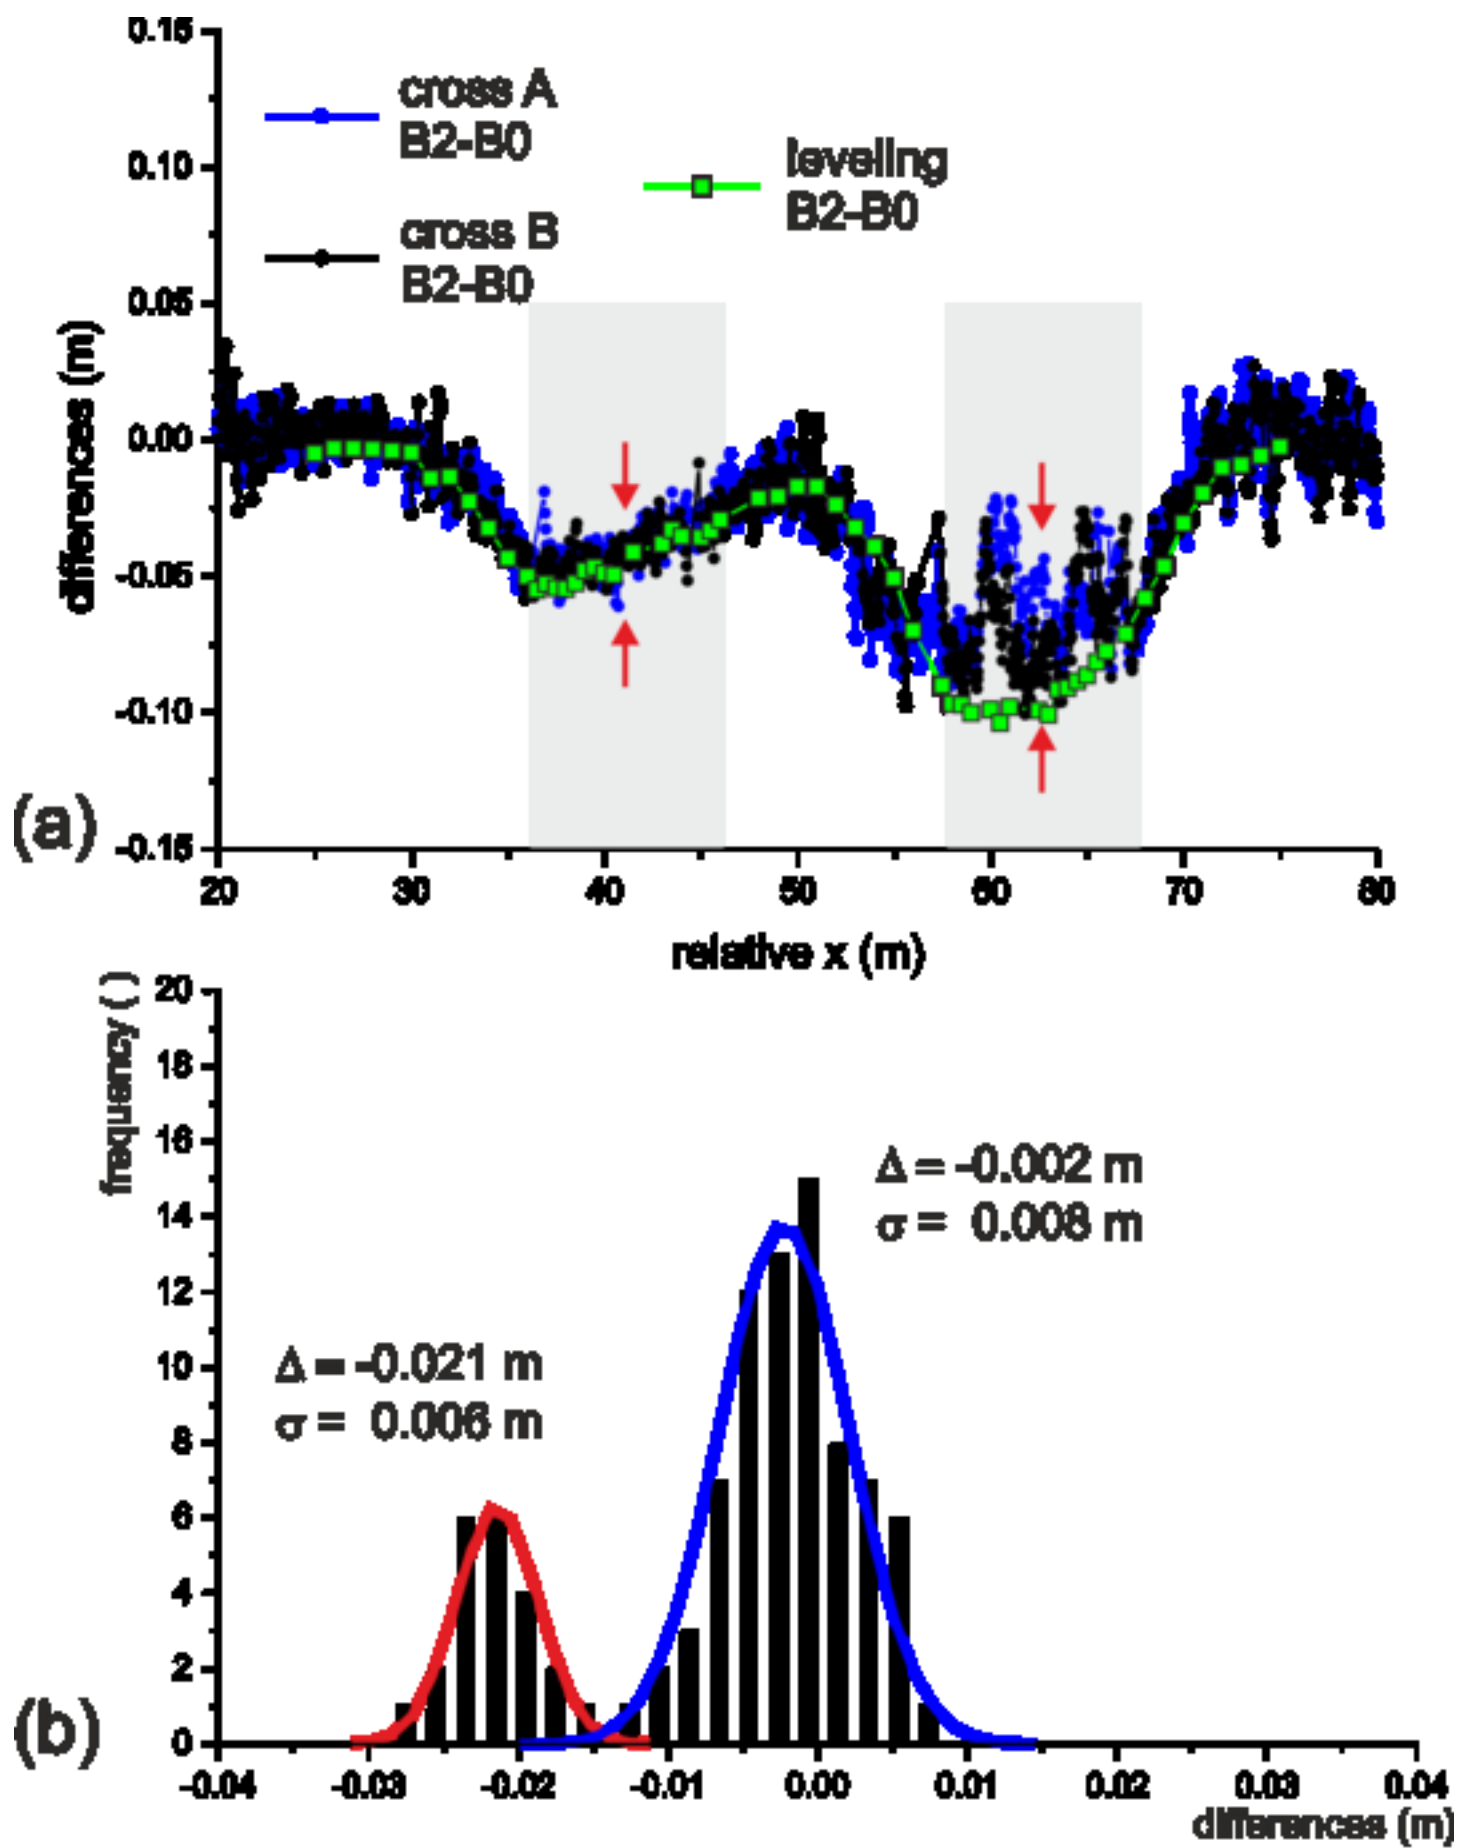 0.15
cross A
B2-B0
0.10
leveling
B2-B0
cross B
B2-B0
0.05
differences (m)
0.00
-0.05
-0.10
(a)
-0.15
20 30 40 50 60 70 80
relative x (m)
frequency ( )
20
18
16
Δ = -0.002 m
σ = 0.008 m
14
12
Δ = -0.021 m
10
σ = 0.006 m
8
6
4
2
(b)
0
-0.04 -0.03 -0.02 -0.01 0.00 0.01 0.02 0.03 0.04
differences (m)